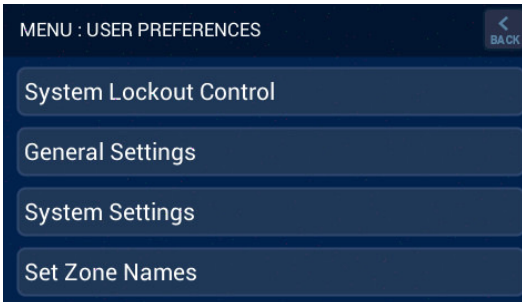 MENU : USER PREFERENCES
BACK
System Lockout Control
General Settings
System Settings
Set Zone Names